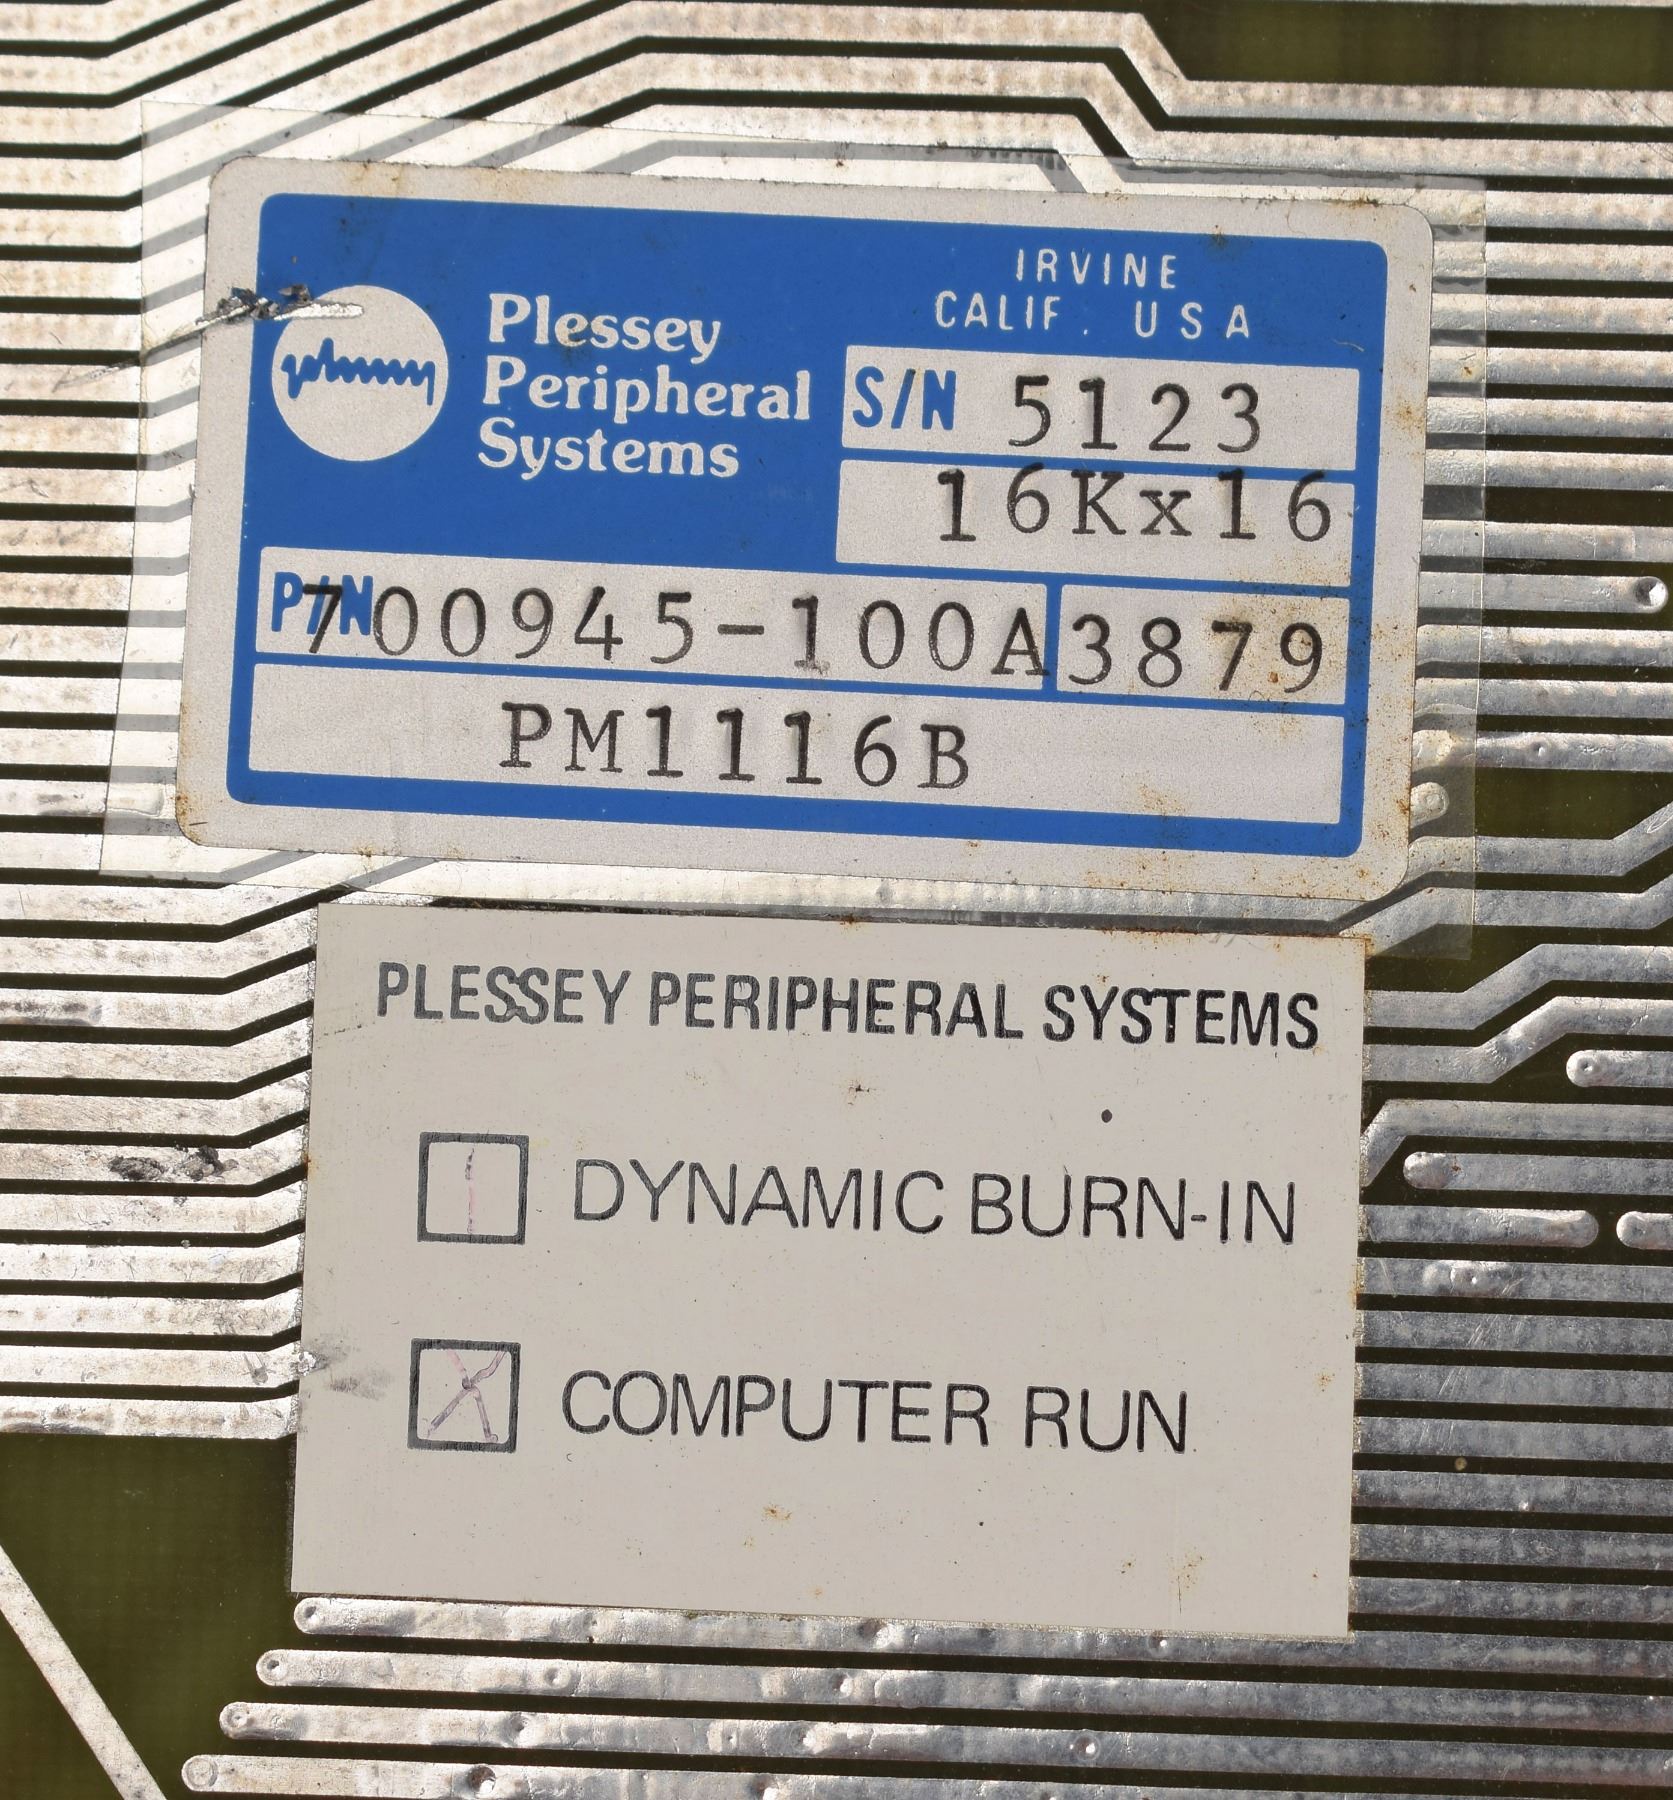 IRVINE
CALIF. USA
Plessey
Peripheral
Systems
S/N 5123
16Kx16
P/N 700945-100A 3879
PM1116B
PLESSEY PERIPHERAL SYSTEMS
DYNAMIC BURN-IN
X COMPUTER RUN